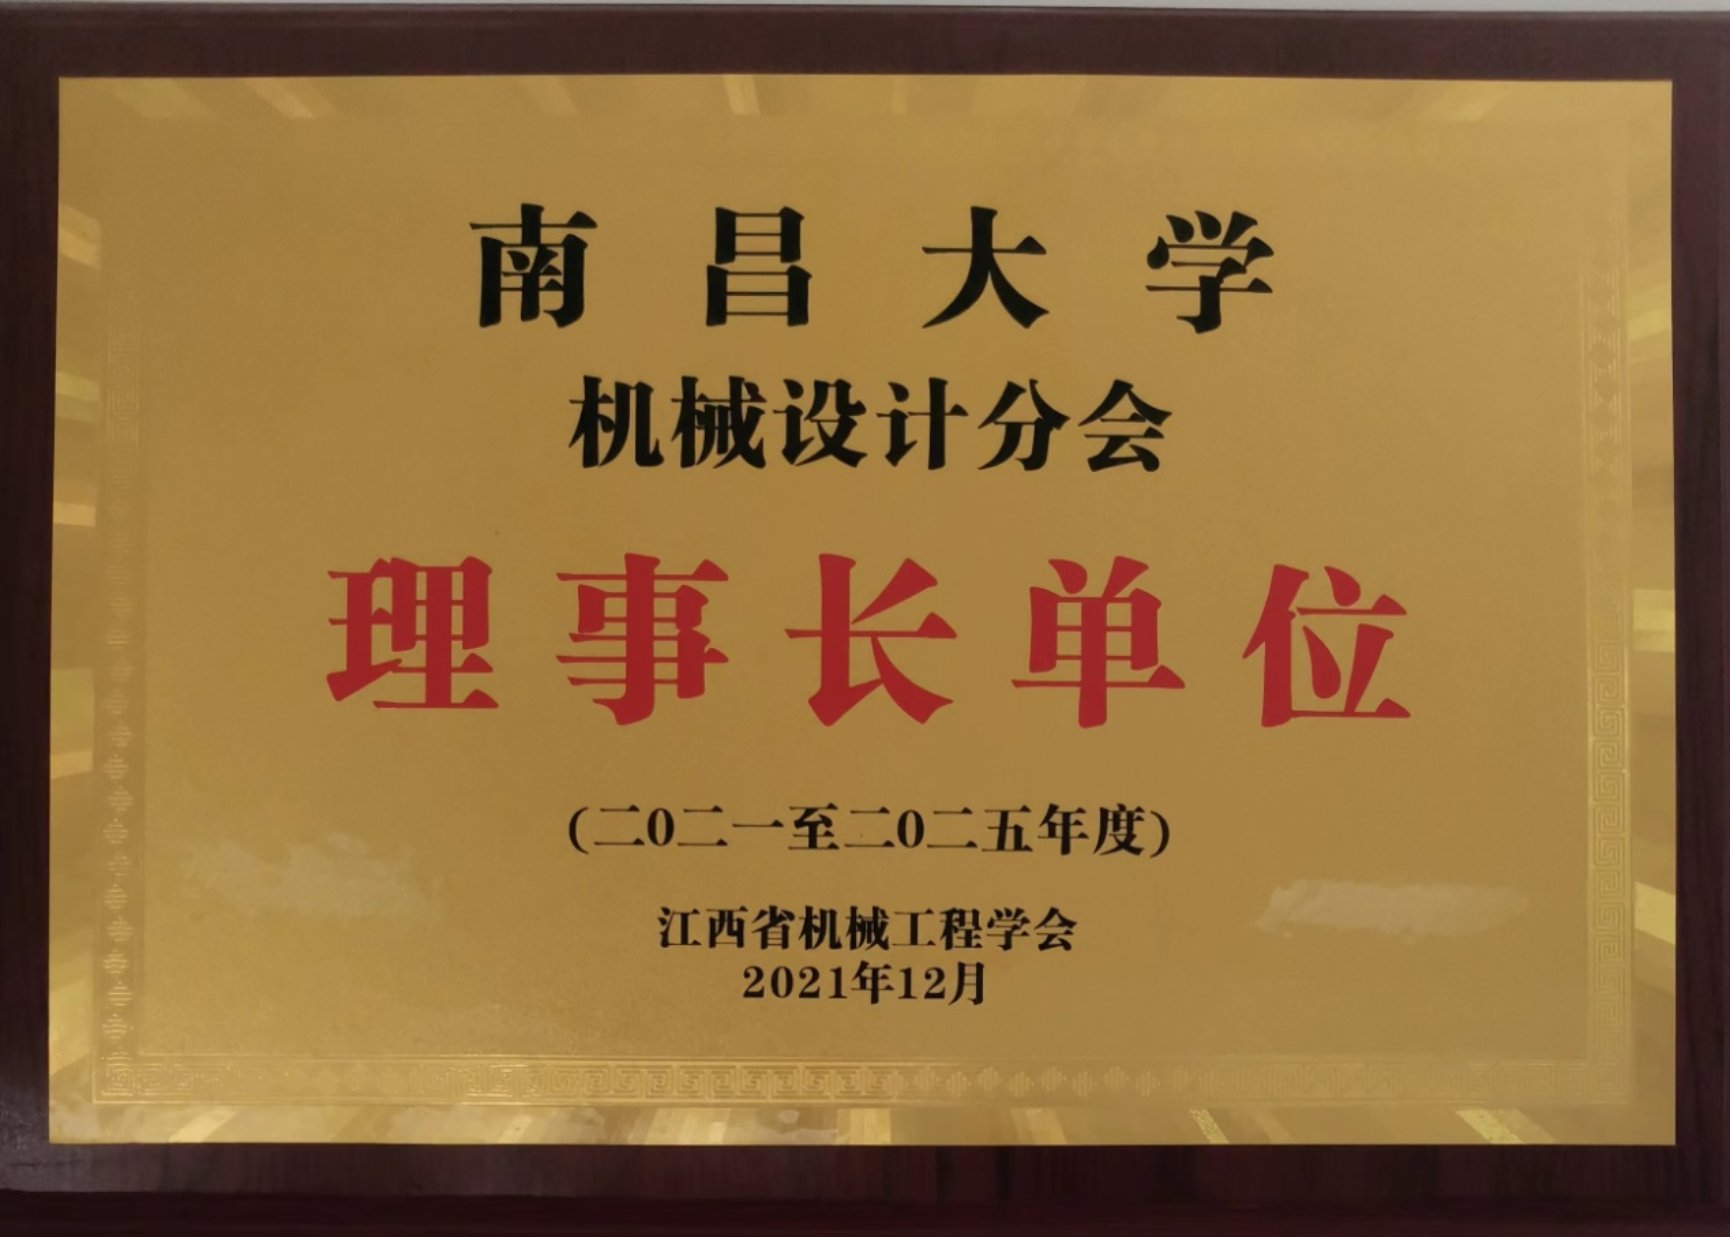 南昌大学
机械设计分会
理事长单位
(二0二一至二0二五年度)
江西省机械工程学会
2021年12月